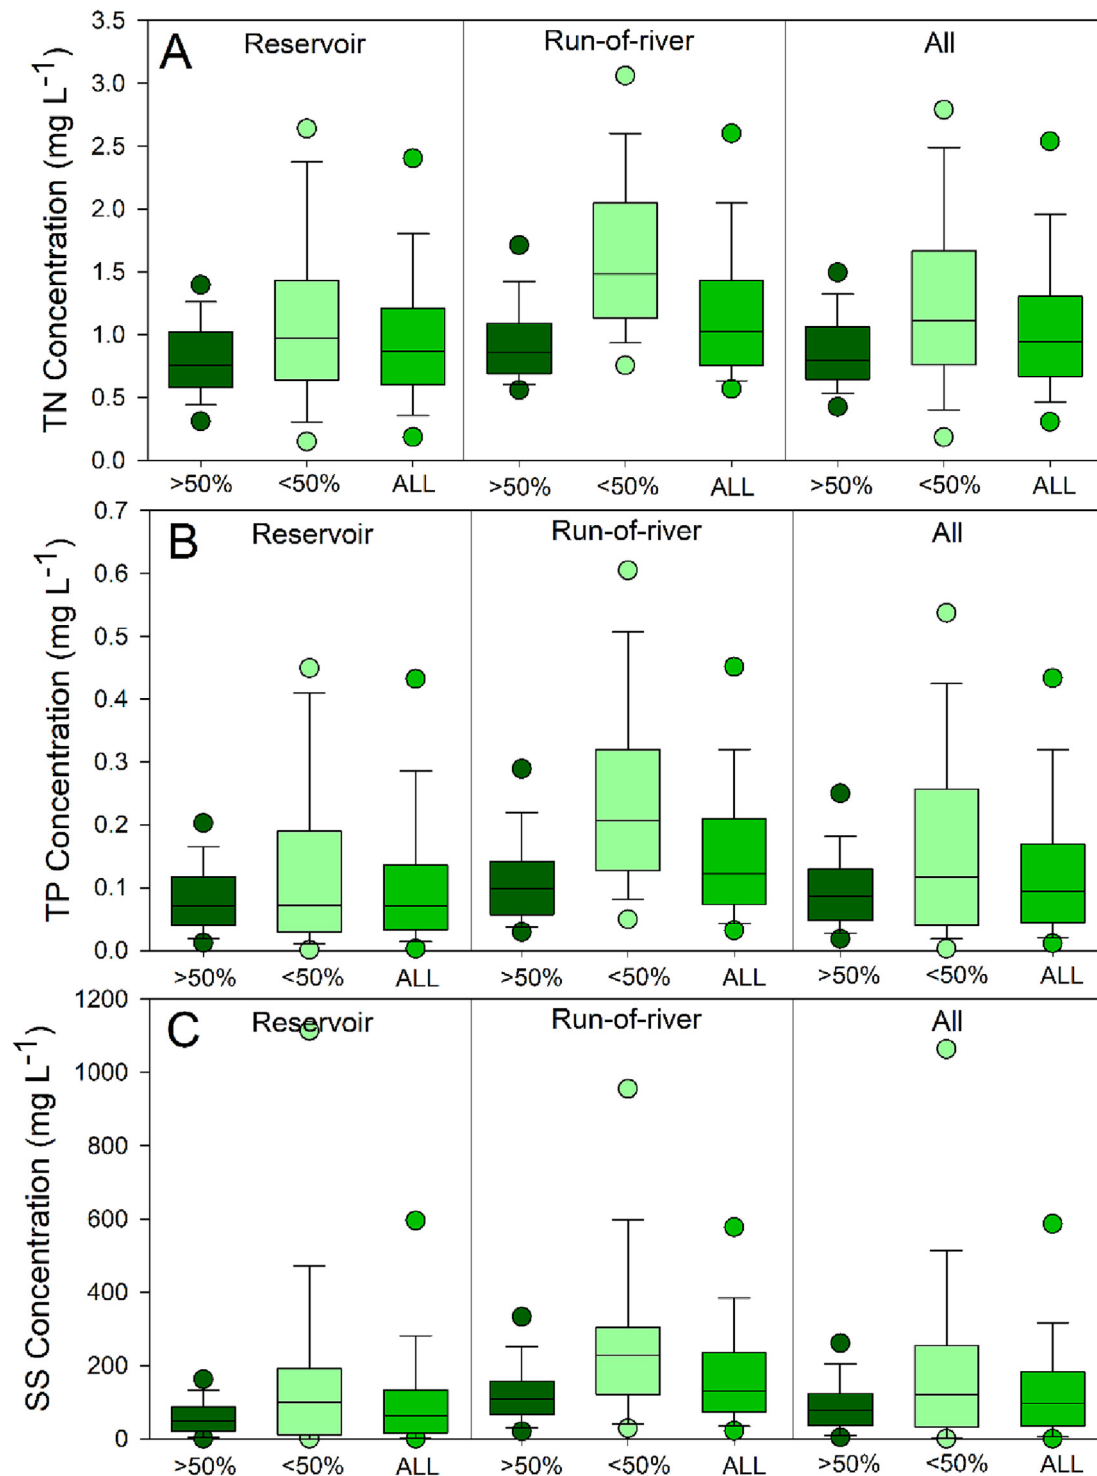 A
Reservoir Run-of-river All
TN Concentration (mg L-1)
3.5
3.0
2.5
2.0
1.5
1.0
0.5
0.0
>50% <50% ALL >50% <50% ALL >50% <50% ALL
B
Reservoir Run-of-river All
TP Concentration (mg L-1)
0.7
0.6
0.5
0.4
0.3
0.2
0.1
0.0
>50% <50% ALL >50% <50% ALL >50% <50% ALL
C
Reservoir Run-of-river All
SS Concentration (mg L-1)
1200
1000
800
600
400
200
0
>50% <50% ALL >50% <50% ALL >50% <50% ALL